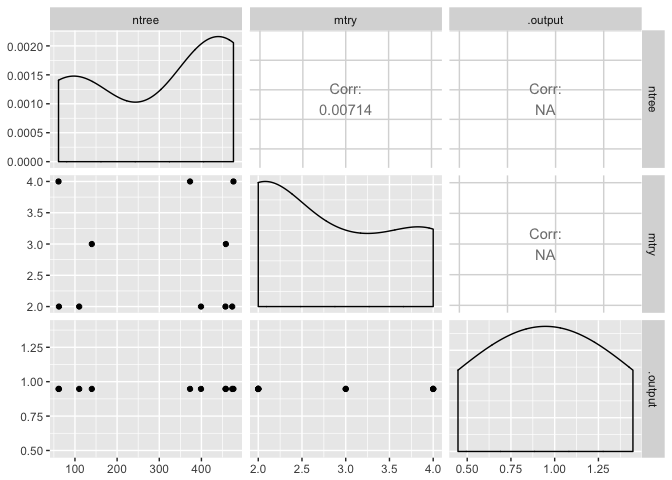 ntree
mtry
.output
0.0020
0.0015
0.0010
0.0005
0.0000
Corr:
0.00714
Corr:
NA
ntree
4.0
3.5
3.0
2.5
2.0
Corr:
NA
mtry
1.25
1.00
0.75
0.50
.output
100 200 300 400
2.0 2.5 3.0 3.5 4.0
0.50 0.75 1.00 1.25